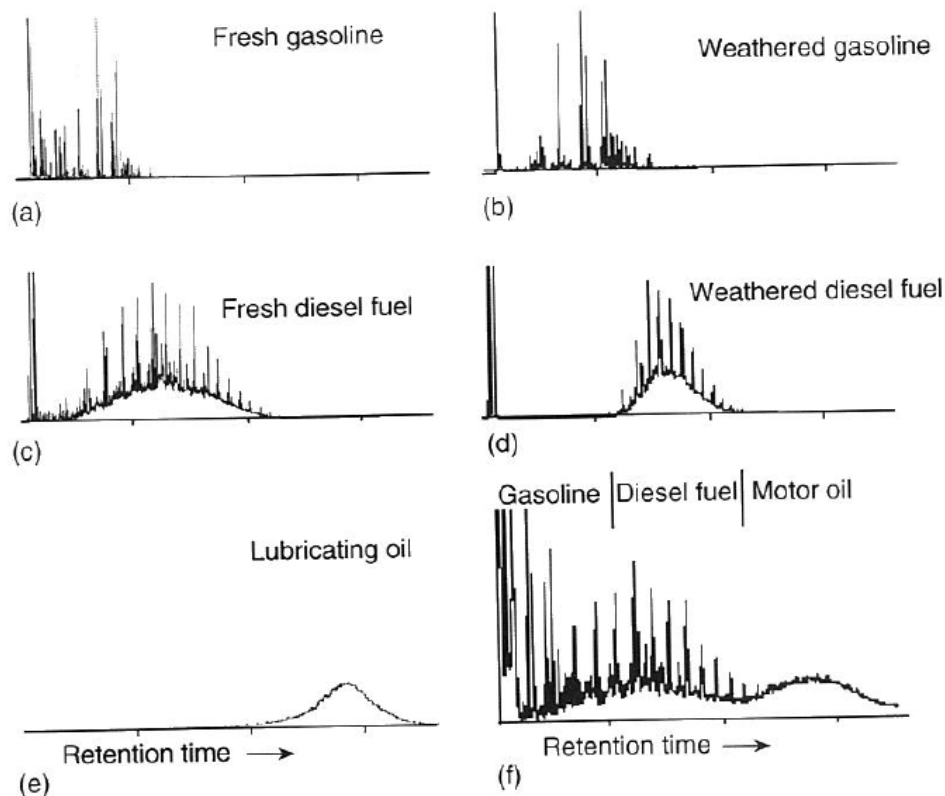 Fresh gasoline
(a)
Weathered gasoline
(b)
Fresh diesel fuel
(c)
Weathered diesel fuel
(d)
Lubricating oil
Retention time
(e)
Gasoline Diesel fuel Motor oil
Retention time
(f)